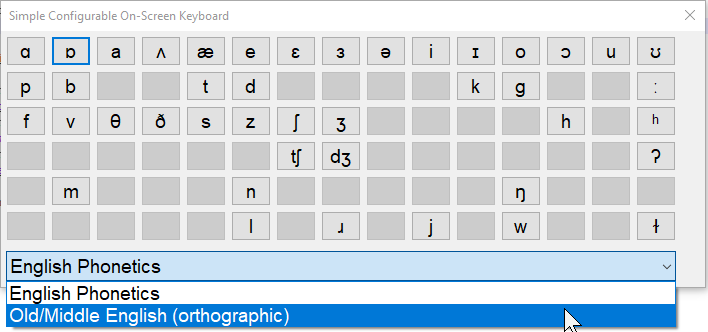 Simple Configurable On-Screen Keyboard
ɑ ɒ a ʌ æ e ɛ ɜ ə i ɪ o ɔ u ʊ
p b t d k g ː
f v θ ð s z ʃ ʒ h ʰ
tʃ dʒ ʔ
m n ŋ
l ɹ j w ɫ
English Phonetics
English Phonetics
Old/Middle English (orthographic)